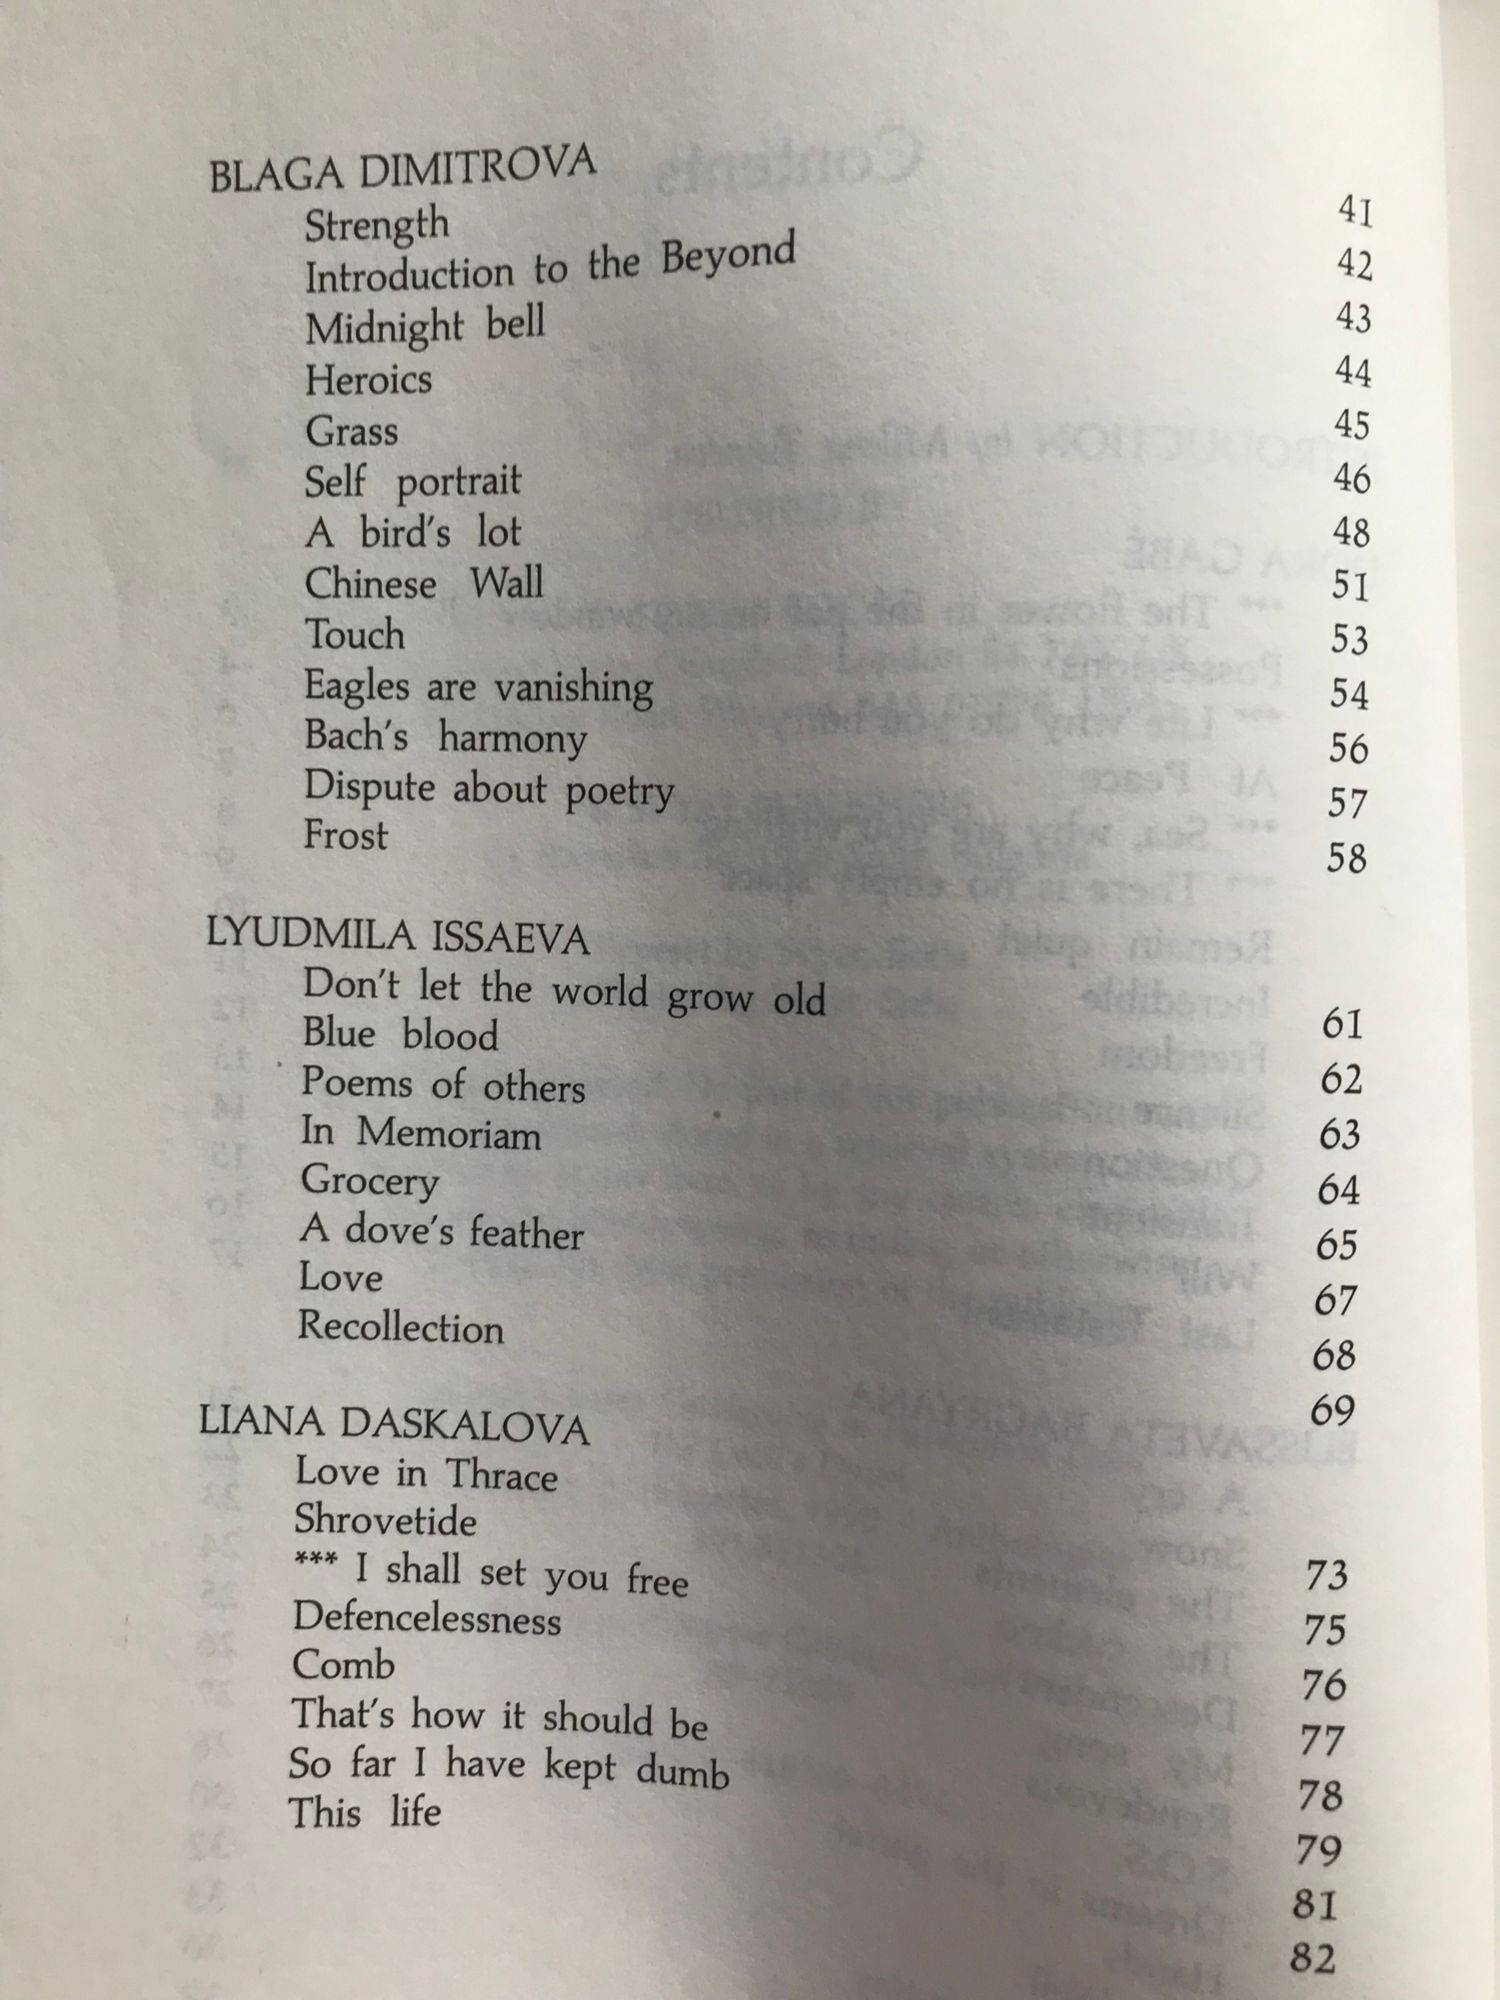 BLAGA DIMITROVA
Strength 41
Introduction to the Beyond 42
Midnight bell 43
Heroics 44
Grass 45
Self portrait 46
A bird's lot 48
Chinese Wall 51
Touch 53
Eagles are vanishing 54
Bach's harmony 56
Dispute about poetry 57
Frost 58
LYUDMILA ISSAEVA
Don't let the world grow old 61
Blue blood 62
Poems of others 63
In Memoriam 64
Grocery 65
A dove's feather 67
Love 68
Recollection 69
LIANA DASKALOVA
Love in Thrace 73
Shrovetide 75
*** I shall set you free 76
Defencelessness 77
Comb 78
That's how it should be 79
So far I have kept dumb 81
This life 82